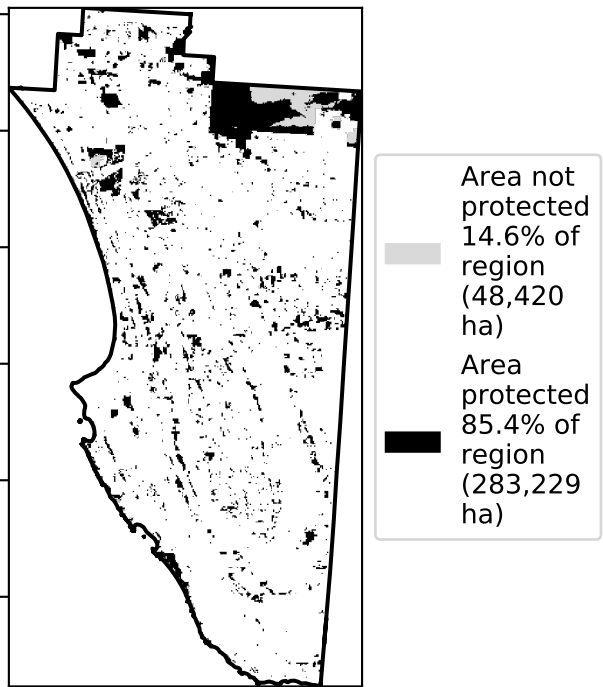 Area not
protected
14.6% of
region
(48,420
ha)
Area
protected
85.4% of
region
(283,229
ha)